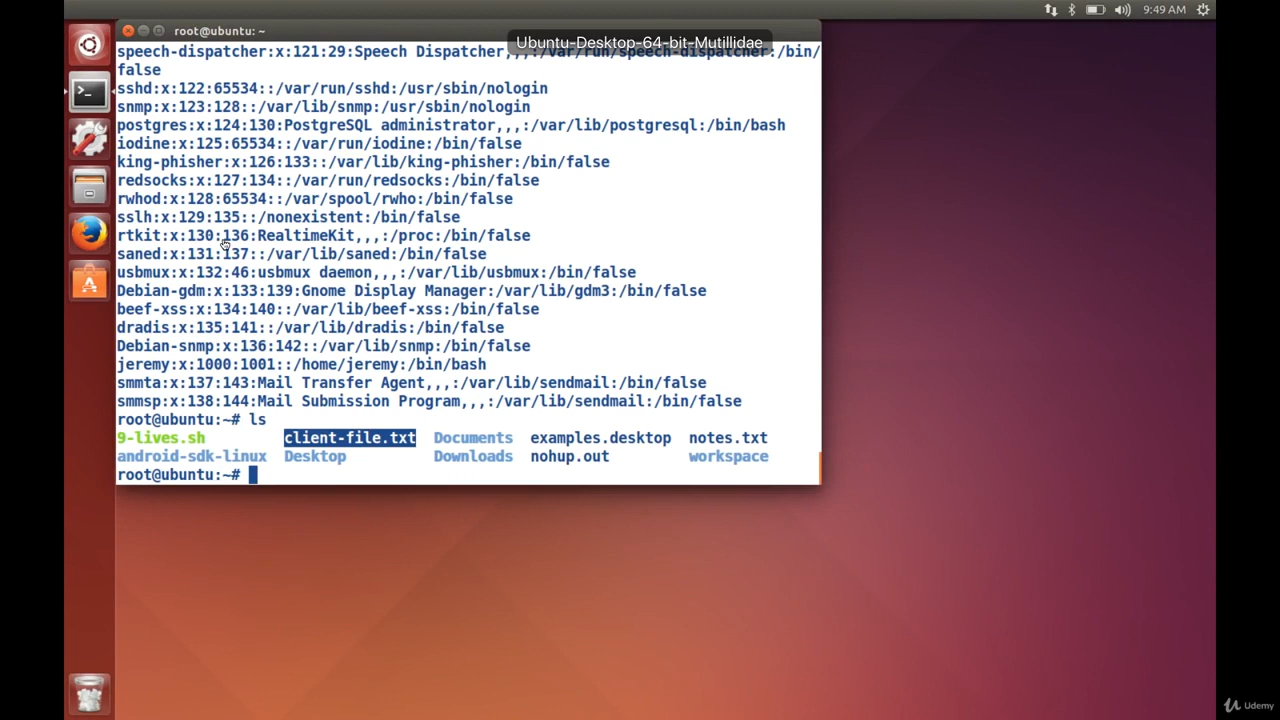 9:49 AM
root@ubuntu: ~
Ubuntu-Desktop-64-bit-Mutillidae
speech-dispatcher:x:121:29:Speech Dispatcher,,,:/var/run/speech-dispatcher:/bin/
false
sshd:x:122:65534::/var/run/sshd:/usr/sbin/nologin
snmp:x:123:128::/var/lib/snmp:/usr/sbin/nologin
postgres:x:124:130:PostgreSQL administrator,,,:/var/lib/postgresql:/bin/bash
iodine:x:125:65534::/var/run/iodine:/bin/false
king-phisher:x:126:133::/var/lib/king-phisher:/bin/false
redsocks:x:127:134::/var/run/redsocks:/bin/false
rwhod:x:128:65534::/var/spool/rwho:/bin/false
sslh:x:129:135::/nonexistent:/bin/false
rtkit:x:130:136:RealtimeKit,,,:/proc:/bin/false
saned:x:131:137::/var/lib/saned:/bin/false
usbmux:x:132:46:usbmux daemon,,,:/var/lib/usbmux:/bin/false
Debian-gdm:x:133:139:Gnome Display Manager:/var/lib/gdm3:/bin/false
beef-xss:x:134:140::/var/lib/beef-xss:/bin/false
dradis:x:135:141::/var/lib/dradis:/bin/false
Debian-snmp:x:136:142::/var/lib/snmp:/bin/false
jeremy:x:1000:1001::/home/jeremy:/bin/bash
smmta:x:137:143:Mail Transfer Agent,,,:/var/lib/sendmail:/bin/false
smmsp:x:138:144:Mail Submission Program,,,:/var/lib/sendmail:/bin/false
root@ubuntu:~# ls
9-lives.sh client-file.txt Documents examples.desktop notes.txt
android-sdk-linux Desktop Downloads nohup.out workspace
root@ubuntu:~#
Udemy